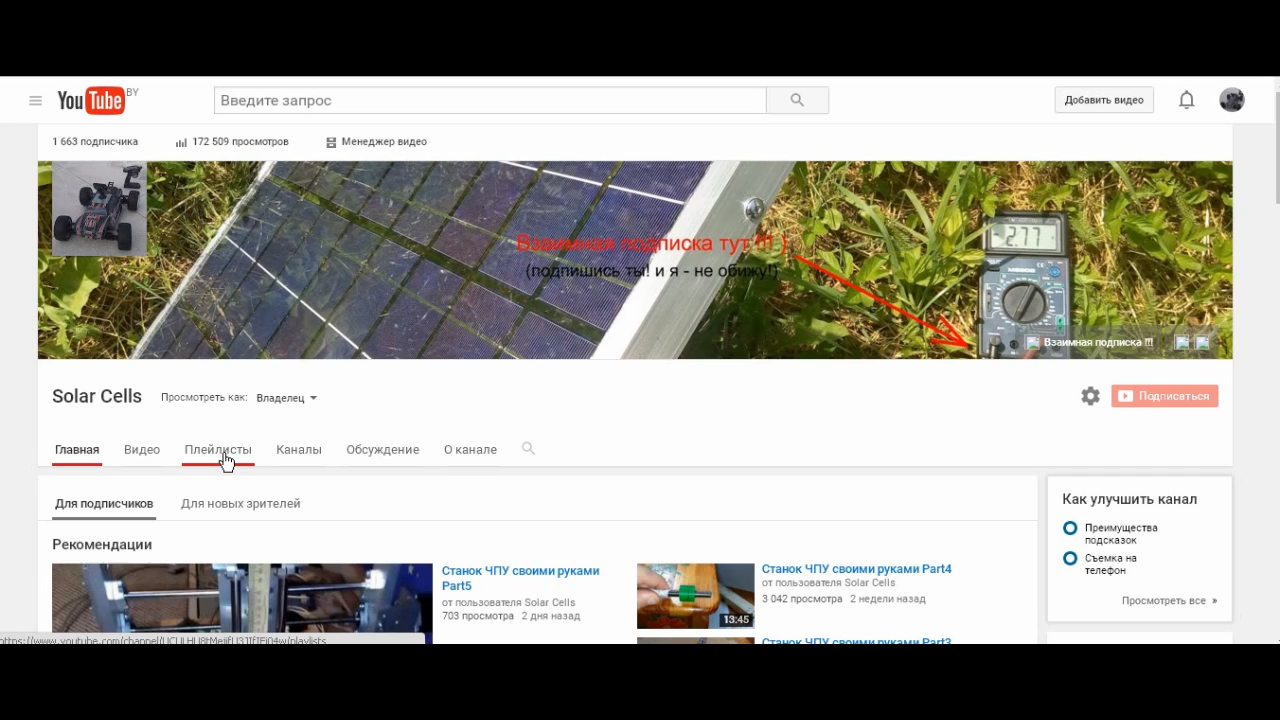 YouTube BY
Введите запрос
Добавить видео
1 663 подписчика
172 509 просмотров
Менеджер видео
Взаимная подписка тут !!! )
(подпишись ты! и я - не обижу!)
-2.77
Взаимная подписка !!!
Solar Cells
Просмотреть как: Владелец
Подписаться
Главная
Видео
Плейлисты
Каналы
Обсуждение
О канале
Для подписчиков
Для новых зрителей
Рекомендации
Станок ЧПУ своими руками
Part5
от пользователя Solar Cells
703 просмотра 2 дня назад
13:45
Станок ЧПУ своими руками Part4
от пользователя Solar Cells
3 042 просмотра 2 недели назад
Станок ЧПУ своими руками Part3
Как улучшить канал
Преимущества
подсказок
Съемка на
телефон
Просмотреть все »